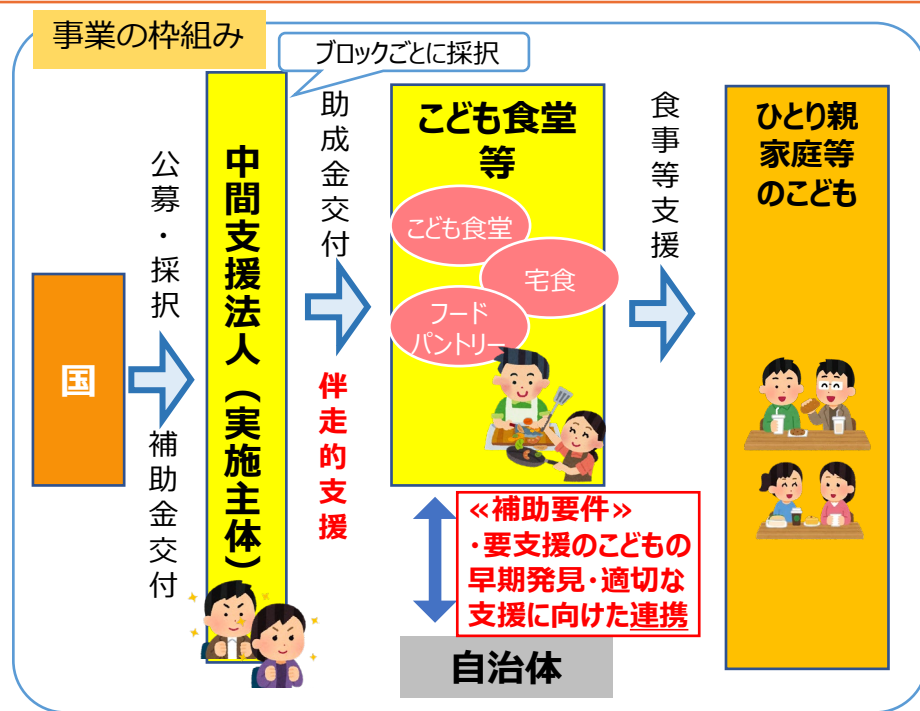 事業の枠組み
ブロックごとに採択
国
公募・採択
補助金交付
中間支援法人（実施主体）
助成金交付
伴走的支援
こども食堂
等
こども食堂
宅食
フード
パントリー
食事等支援
ひとり親
家庭等
のこども
≪補助要件≫
・要支援のこどもの
早期発見・適切な
支援に向けた連携
自治体